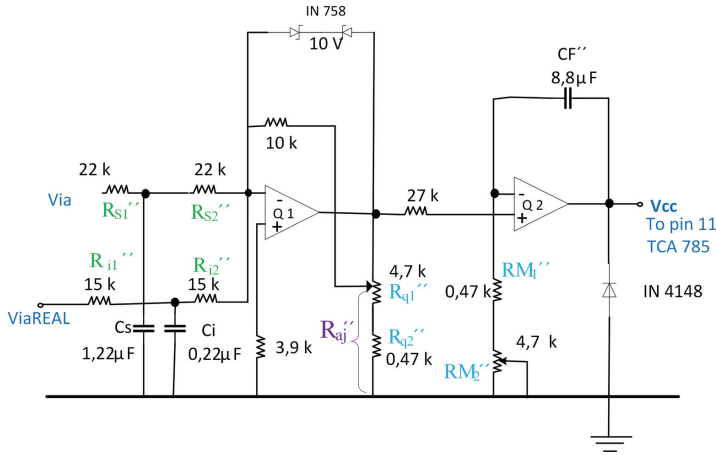 IN 758
10 V
CF´´
8,8µF
10 k
22 k
22 k
Via
RS1´´
RS2´´
-
Q 1
+
27 k
-
Q 2
+
Vcc
To pin 11
TCA 785
Ri1´´
Ri2´´
15 k
15 k
ViaREAL
Cs
Ci
1,22µF
0,22µF
3,9 k
4,7 k
Rq1´´
Raj´´
Rq2´´
0,47 k
RM1´´
0,47 k
4,7 k
RM2´´
IN 4148